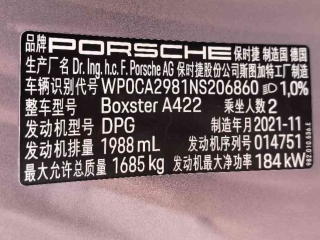 品牌 PORSCHE 保时捷 制造国 德国
生产厂名 Dr. Ing. h.c. F. Porsche AG 保时捷股份公司斯图加特工厂制造
车辆识别代号 WP0CA2981NS206860 1,0%
整车型号 Boxster A422 乘坐人数 2
发动机型号 DPG 制造年月 2021-11
发动机排量 1988 mL 发动机序列号 014751
最大允许总质量 1685 kg 发动机最大净功率 184 kW
982.010.036.E